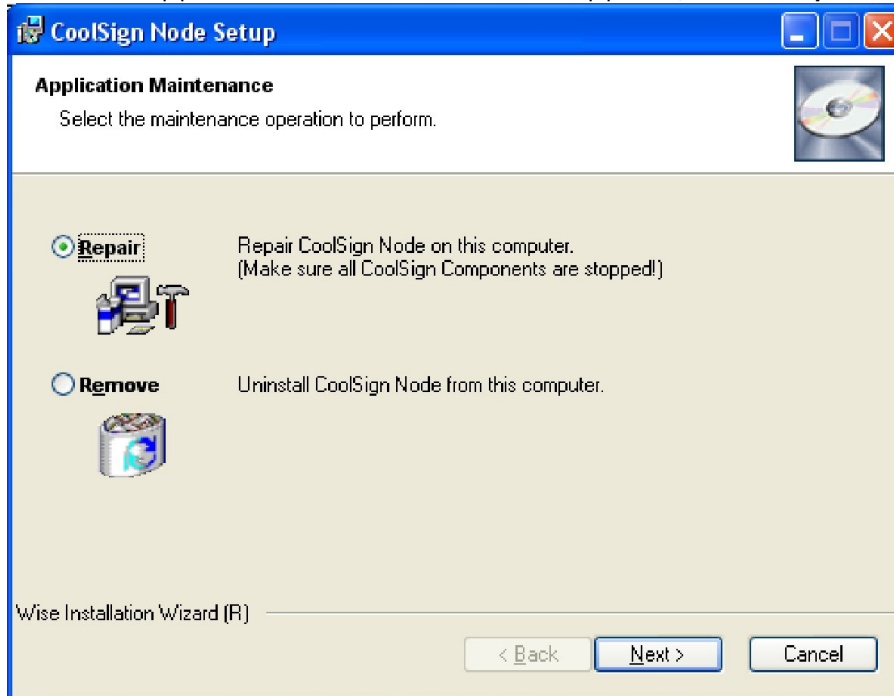 CoolSign Node Setup
Application Maintenance
Select the maintenance operation to perform.
Repair
Repair CoolSign Node on this computer.
(Make sure all CoolSign Components are stopped!)
Remove
Uninstall CoolSign Node from this computer.
Wise Installation Wizard (R)
< Back
Next >
Cancel